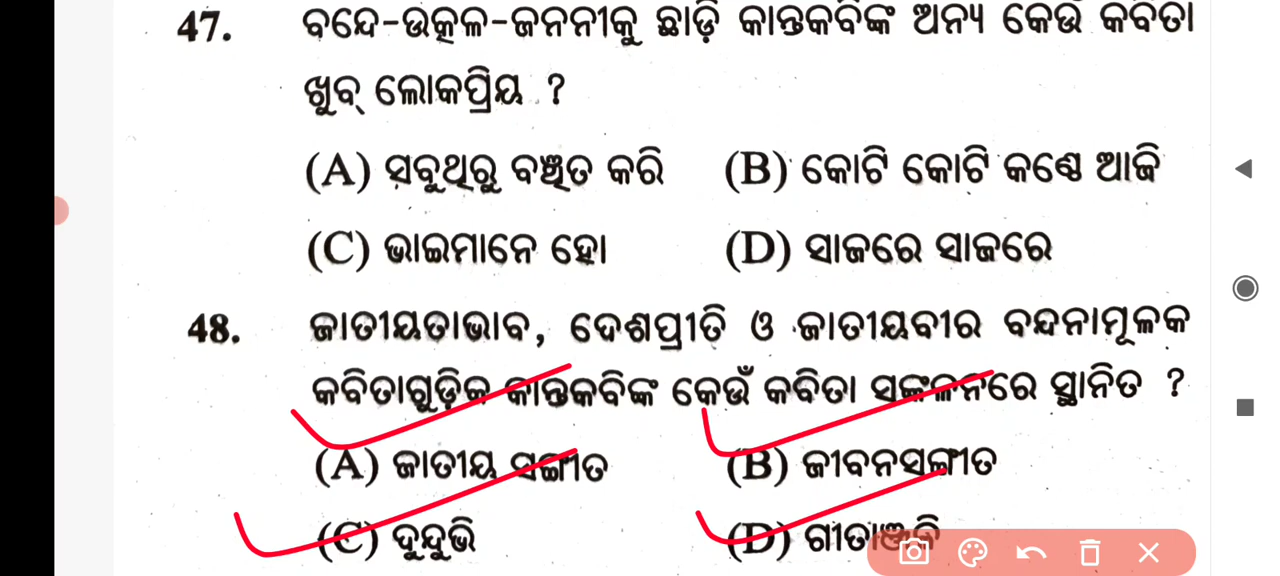 47. ବନ୍ଦେ-ଉତ୍କଳ-ଜନନୀକୁ ଛାଡ଼ି କାନ୍ତକବିଙ୍କ ଅନ୍ୟ କେଉଁ କବିତା
ଖୁବ୍ ଲୋକପ୍ରିୟ ?
(A) ସବୁଥିରୁ ବଞ୍ଚିତ କରି (B) କୋଟି କୋଟି କଣ୍ଠେ ଆଜି
(C) ଭାଇମାନେ ହୋ (D) ସାଜରେ ସାଜରେ
48. ଜାତୀୟତାଭାବ, ଦେଶପ୍ରୀତି ଓ ଜାତୀୟବୀର ବନ୍ଦନାମୂଳକ
କବିତାଗୁଡ଼ିକ କାନ୍ତକବିଙ୍କ କେଉଁ କବିତା ସଙ୍କଳନରେ ସ୍ଥାନିତ ?
(A) ଜାତୀୟ ସଙ୍ଗୀତ (B) ଜୀବନସଙ୍ଗୀତ
(C) ଦୁନ୍ଦୁଭି (D)